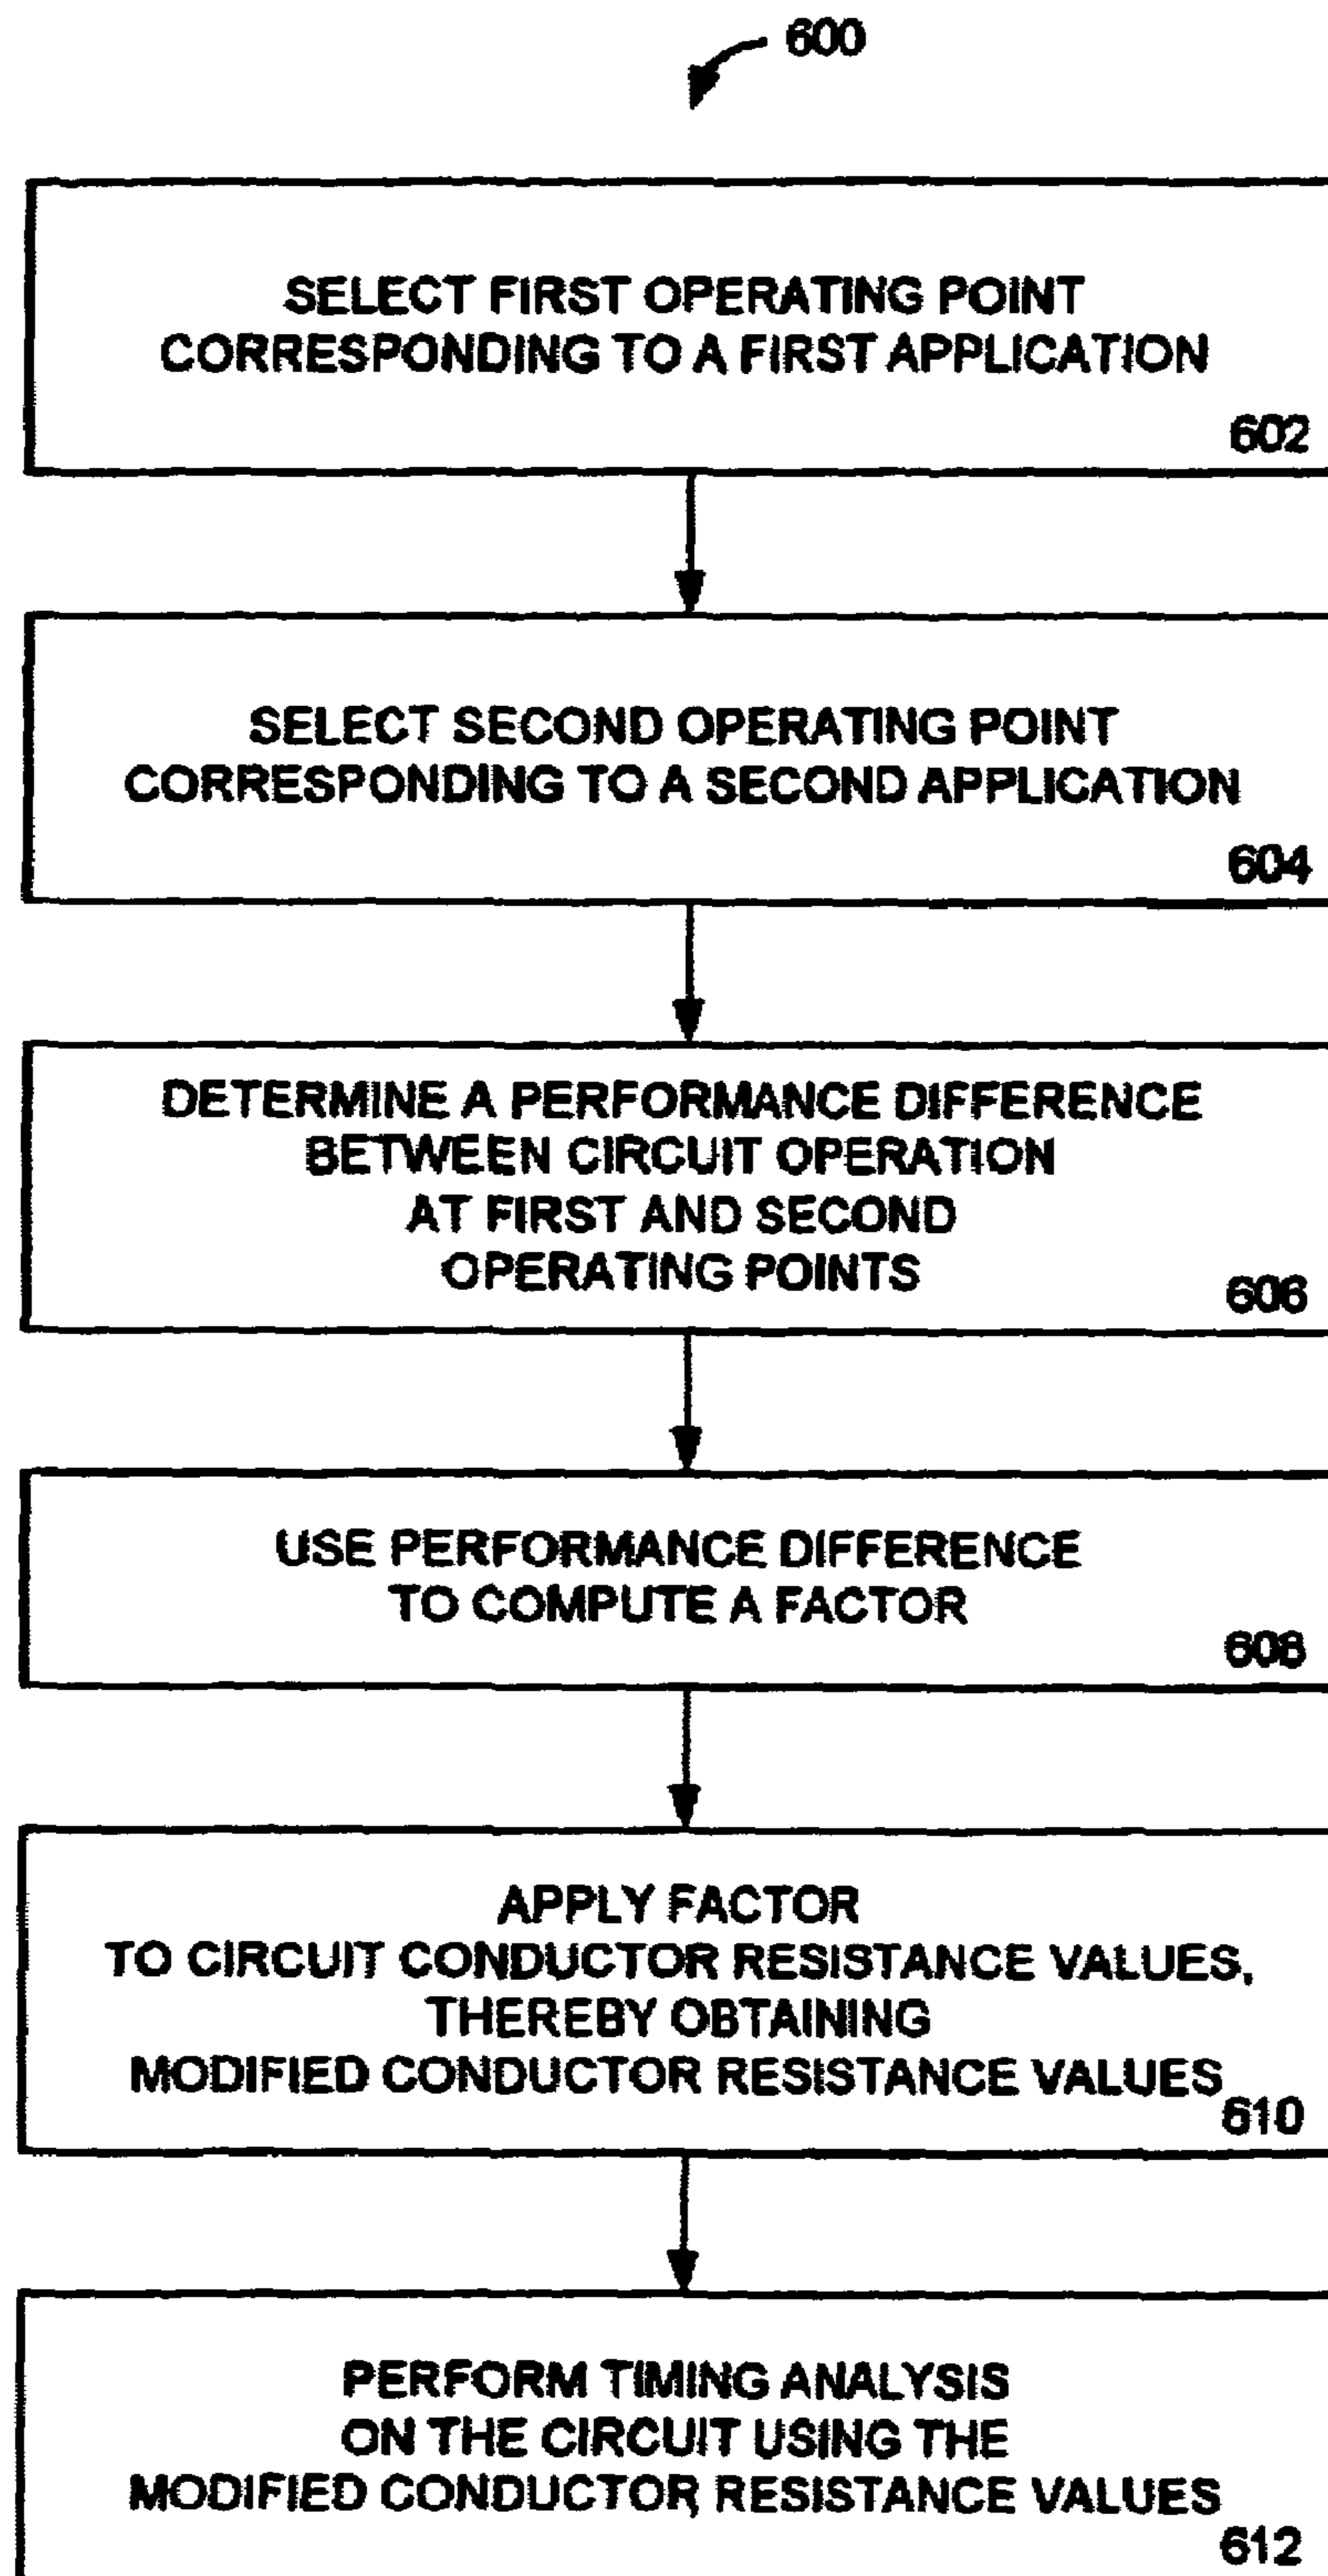 600
SELECT FIRST OPERATING POINT
CORRESPONDING TO A FIRST APPLICATION
602
SELECT SECOND OPERATING POINT
CORRESPONDING TO A SECOND APPLICATION
604
DETERMINE A PERFORMANCE DIFFERENCE
BETWEEN CIRCUIT OPERATION
AT FIRST AND SECOND
OPERATING POINTS
606
USE PERFORMANCE DIFFERENCE
TO COMPUTE A FACTOR
608
APPLY FACTOR
TO CIRCUIT CONDUCTOR RESISTANCE VALUES,
THEREBY OBTAINING
MODIFIED CONDUCTOR RESISTANCE VALUES
610
PERFORM TIMING ANALYSIS
ON THE CIRCUIT USING THE
MODIFIED CONDUCTOR RESISTANCE VALUES
612